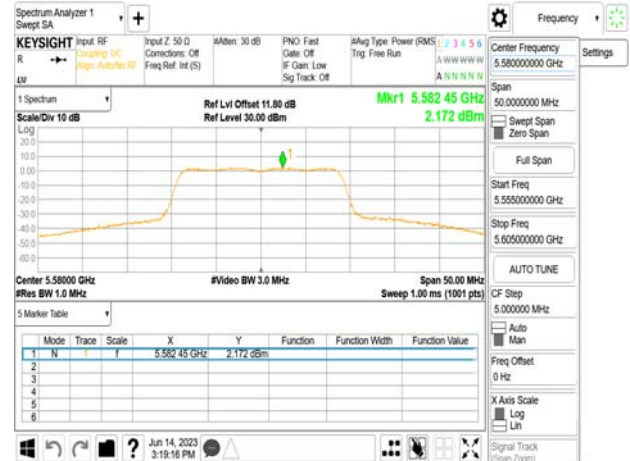 Spectrum Analyzer 1
Swept SA
+
Frequency
KEYSIGHT
R
LV
Input: RF
Coupling: DC
Align: Auto/No RF
Input Z: 50 Ω
Corrections: Off
Freq Ref: Int (S)
#Atten: 30 dB
PNO: Fast
Gate: Off
IF Gain: Low
Sig Track: Off
#Avg Type: Power (RMS
Trig: Free Run
1 2 3 4 5 6
A W W W W W
A N N N N N
1 Spectrum
Scale/Div 10 dB
Log
Ref Lvl Offset 11.80 dB
Ref Level 30.00 dBm
Mkr1 5.582 45 GHz
2.172 dBm
20.0
10.0
0.00
-10.0
-20.0
-30.0
-40.0
-50.0
-60.0
1
Center 5.58000 GHz
#Res BW 1.0 MHz
#Video BW 3.0 MHz
Span 50.00 MHz
Sweep 1.00 ms (1001 pts)
5 Marker Table
Mode Trace Scale X Y Function Function Width Function Value
1 N 1 f 5.582 45 GHz 2.172 dBm
2
3
4
5
6
?
Jun 14, 2023
3:19:16 PM
Center Frequency
5.580000000 GHz
Settings
Span
50.0000000 MHz
Swept Span
Zero Span
Full Span
Start Freq
5.555000000 GHz
Stop Freq
5.605000000 GHz
AUTO TUNE
CF Step
5.000000 MHz
Auto
Man
Freq Offset
0 Hz
X Axis Scale
Log
Lin
Signal Track
(Span Zoom)